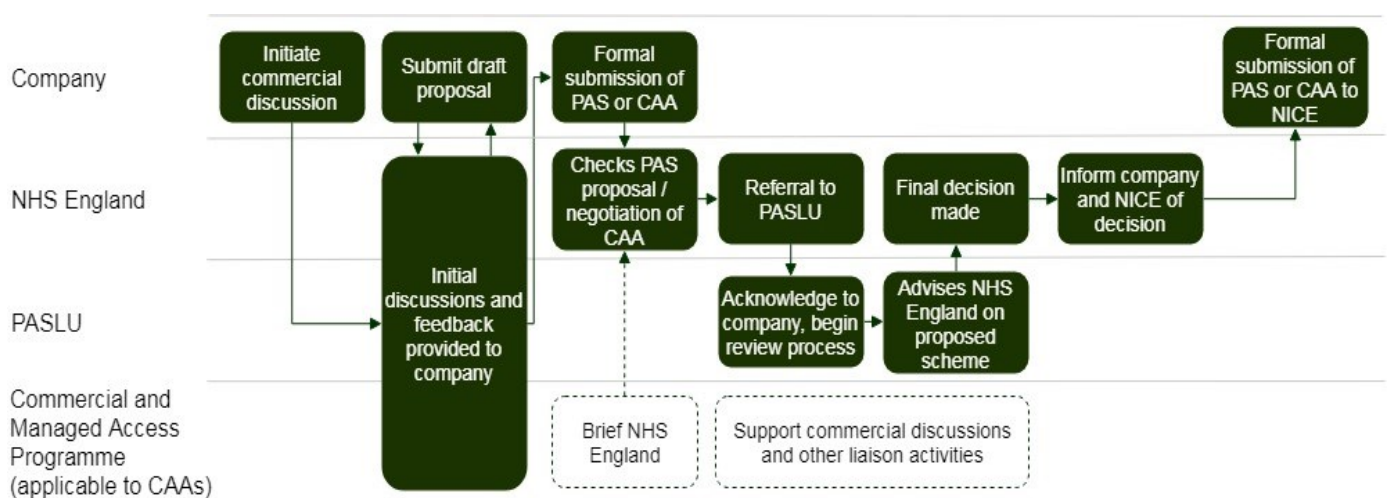 Company
Initiate
commercial
discussion
Submit draft
proposal
Formal
submission of
PAS or CAA
Formal
submission of
PAS or CAA to
NICE
NHS England
Checks PAS
proposal /
negotiation of
CAA
Referral to
PASLU
Final decision
made
Inform company
and NICE of
decision
PASLU
Initial
discussions and
feedback
provided to
company
Acknowledge to
company, begin
review process
Advises NHS
England on
proposed
scheme
Commercial and
Managed Access
Programme
(applicable to CAAs)
Brief NHS
England
Support commercial discussions
and other liaison activities